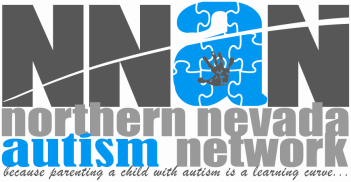 NNaN
northern nevada
autism network
because parenting a child with autism is a learning curve...